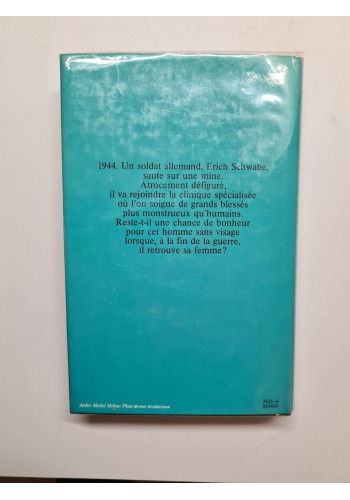 1944. Un soldat allemand, Erich Schwabe,
saute sur une mine.
Atrocement défiguré,
il va rejoindre la clinique spécialisée
où l'on soigne de grands blessés
plus monstrueux qu'humains.
Reste-t-il une chance de bonheur
pour cet homme sans visage
lorsque, à la fin de la guerre,
il retrouve sa femme?